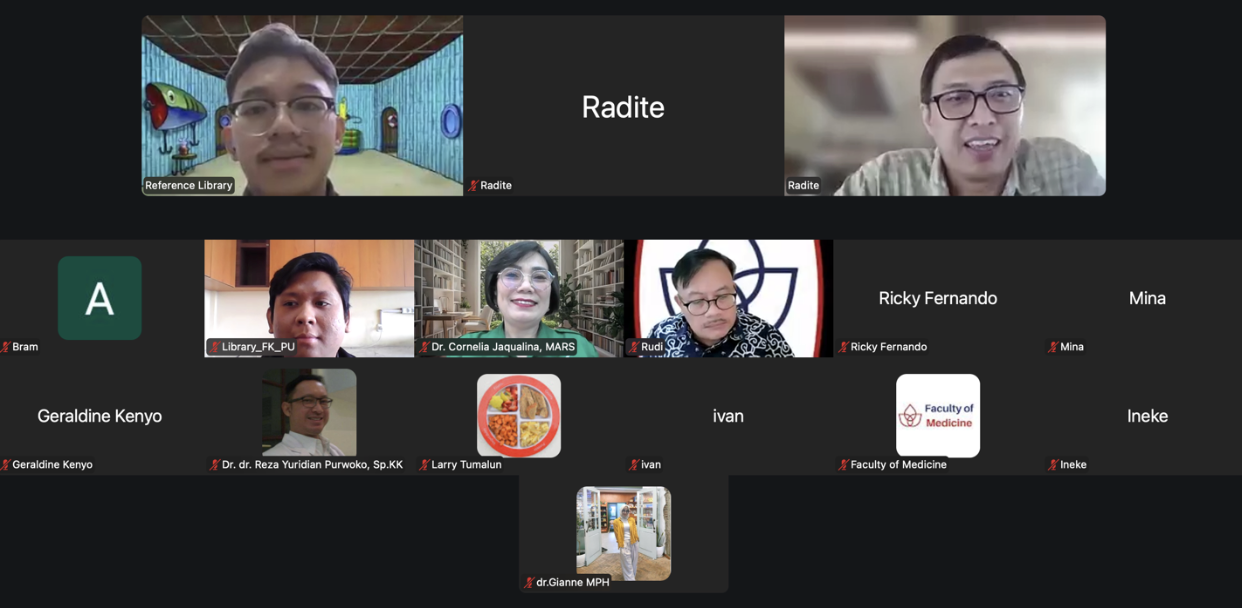 Reference Library
Radite
Radite
Radite
A
Bram
Library_FK_PU
Dr. Cornelia Jaqualina, MARS
Rudi
Ricky Fernando
Ricky Fernando
Mina
Mina
Geraldine Kenyo
Geraldine Kenyo
Dr. dr. Reza Yuridian Purwoko, Sp.KK
Larry Tumalun
ivan
ivan
Faculty of
Medicine
Faculty of Medicine
Ineke
Ineke
dr.Gianne MPH